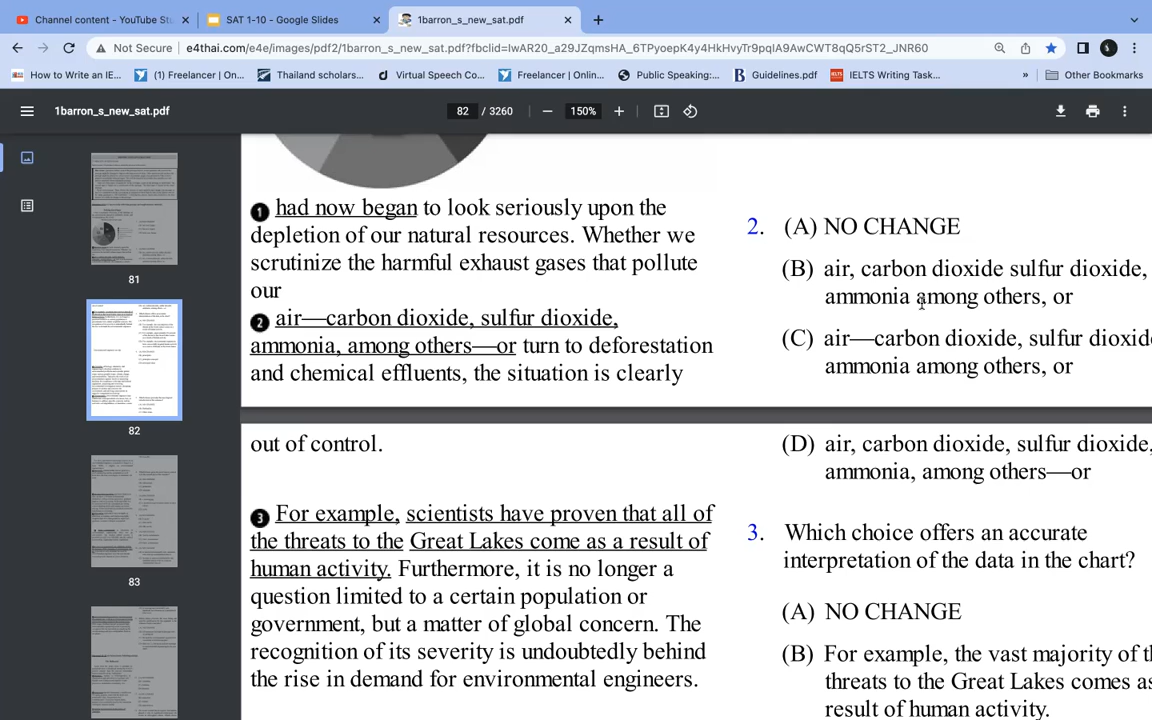 Channel content - YouTube Stu
SAT 1-10 - Google Slides
1barron_s_new_sat.pdf
Not Secure
e4thai.com/e4e/images/pdf2/1barron_s_new_sat.pdf?fbclid=IwAR20_a29JZqmsHA_6TPyoepK4y4HkHvyTr9pqIA9AwCWT8qQ5rST2_JNR60
How to Write an IE...
(1) Freelancer | On...
Thailand scholars...
Virtual Speech Co...
Freelancer | Onlin...
Public Speaking:...
Guidelines.pdf
IELTS Writing Task...
»
Other Bookmarks
1barron_s_new_sat.pdf
82 / 3260
150%
81
82
83
1 had now began to look seriously upon the
depletion of our natural resources. Whether we
scrutinize the harmful exhaust gases that pollute
our
2 air—carbon dioxide, sulfur dioxide,
ammonia, among others—or turn to deforestation
and chemical effluents, the situation is clearly
out of control.
3 For example, scientists have proven that all of
the threats to the Great Lakes come as a result of
human activity. Furthermore, it is no longer a
question limited to a certain population or
government, but a matter of global concern. The
recognition of its severity is undoubtedly behind
the rise in demand for environmental engineers.
2. (A) NO CHANGE
(B) air, carbon dioxide sulfur dioxide,
ammonia among others, or
(C) air—carbon dioxide, sulfur dioxid
ammonia among others, or
(D) air, carbon dioxide, sulfur dioxide,
ammonia, among others—or
3. Which choice offers an accurate
interpretation of the data in the chart?
(A) NO CHANGE
(B) For example, the vast majority of th
threats to the Great Lakes comes as
result of human activity.